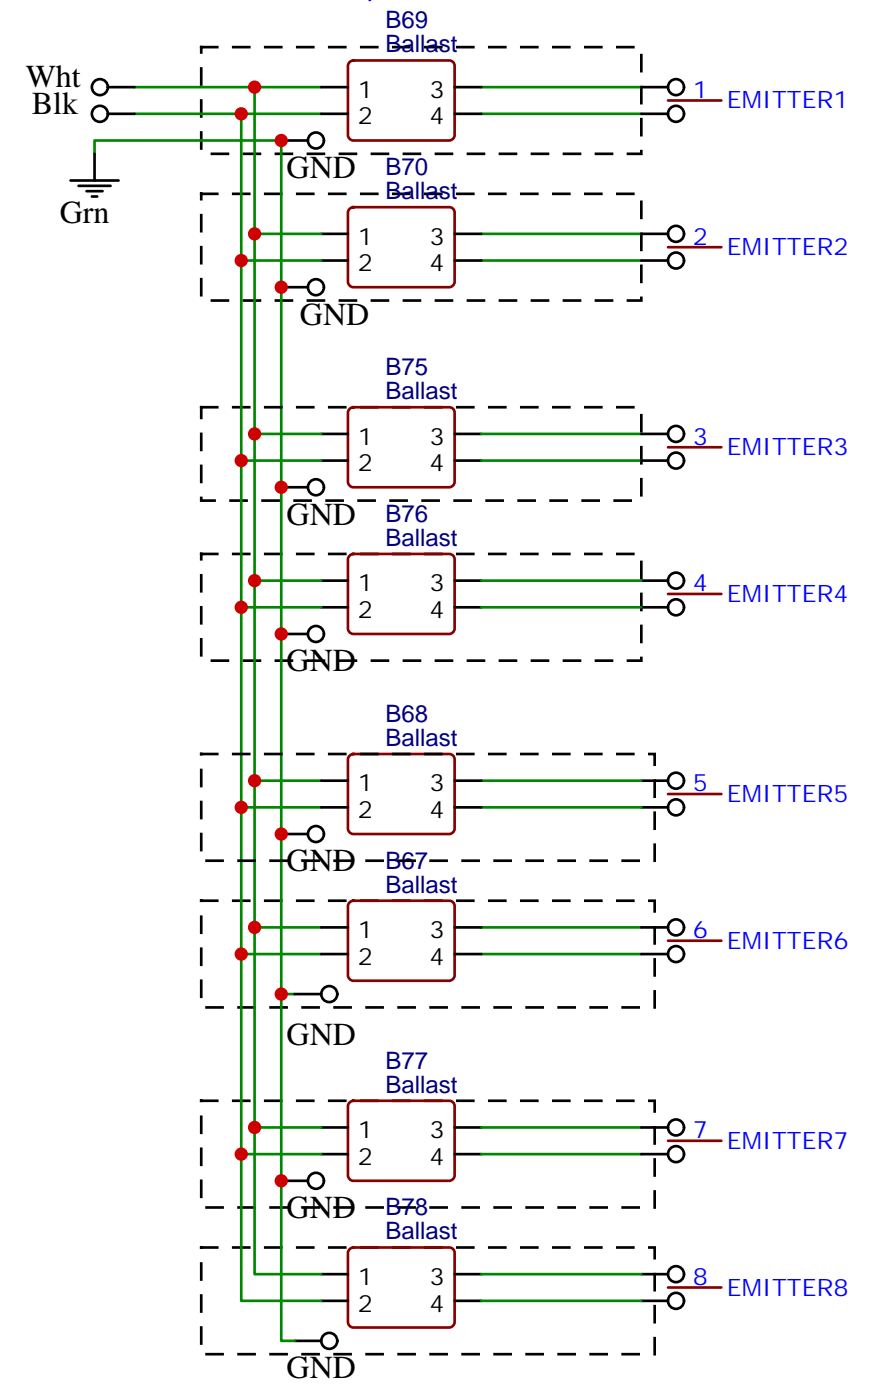 B69
Ballast
Wht
Blk
1 3
2 4
1
EMITTER1
GND
Grn
B70
Ballast
1 3
2 4
2
EMITTER2
GND
B75
Ballast
1 3
2 4
3
EMITTER3
GND
B76
Ballast
1 3
2 4
4
EMITTER4
GND
B68
Ballast
1 3
2 4
5
EMITTER5
GND
B67
Ballast
1 3
2 4
6
EMITTER6
GND
B77
Ballast
1 3
2 4
7
EMITTER7
GND
B78
Ballast
1 3
2 4
8
EMITTER8
GND